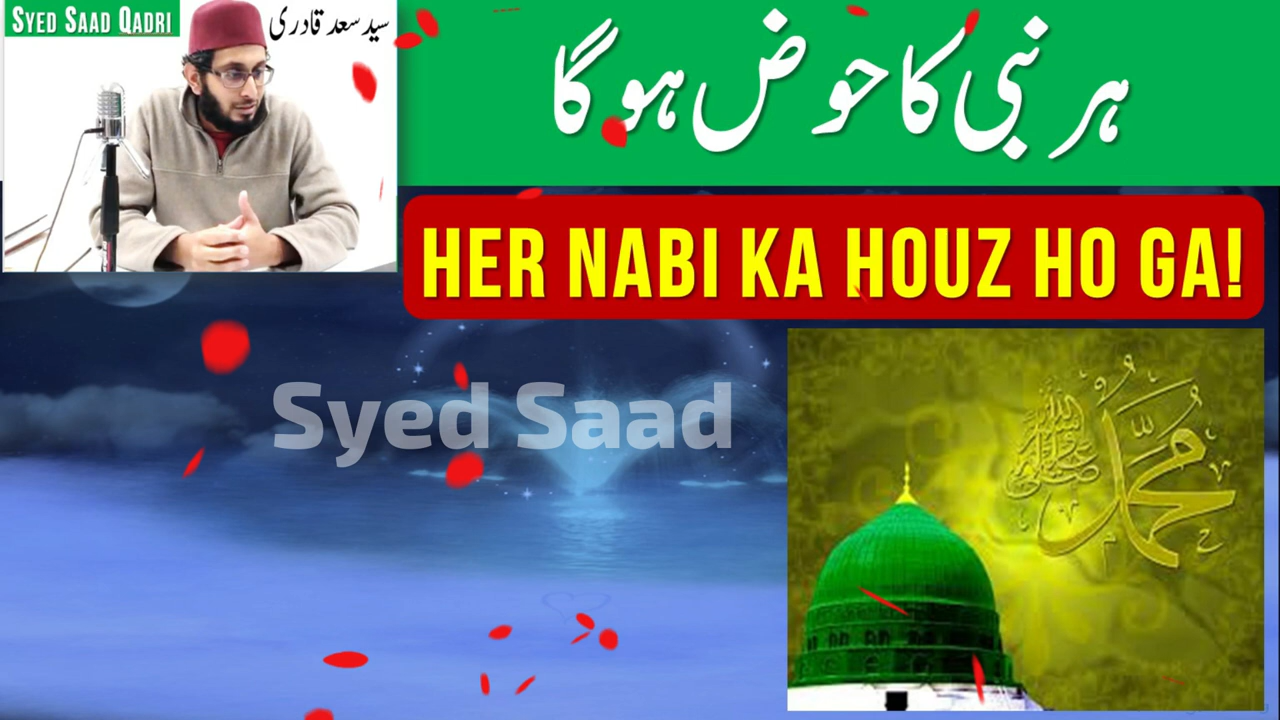 SYED SAAD QADRI
سید سعد قادری
ہر نبی کا حوض ہو گا
HER NABI KA HOUZ HO GA!
Syed Saad
محمد
صلی اللہ علیہ وآلہ